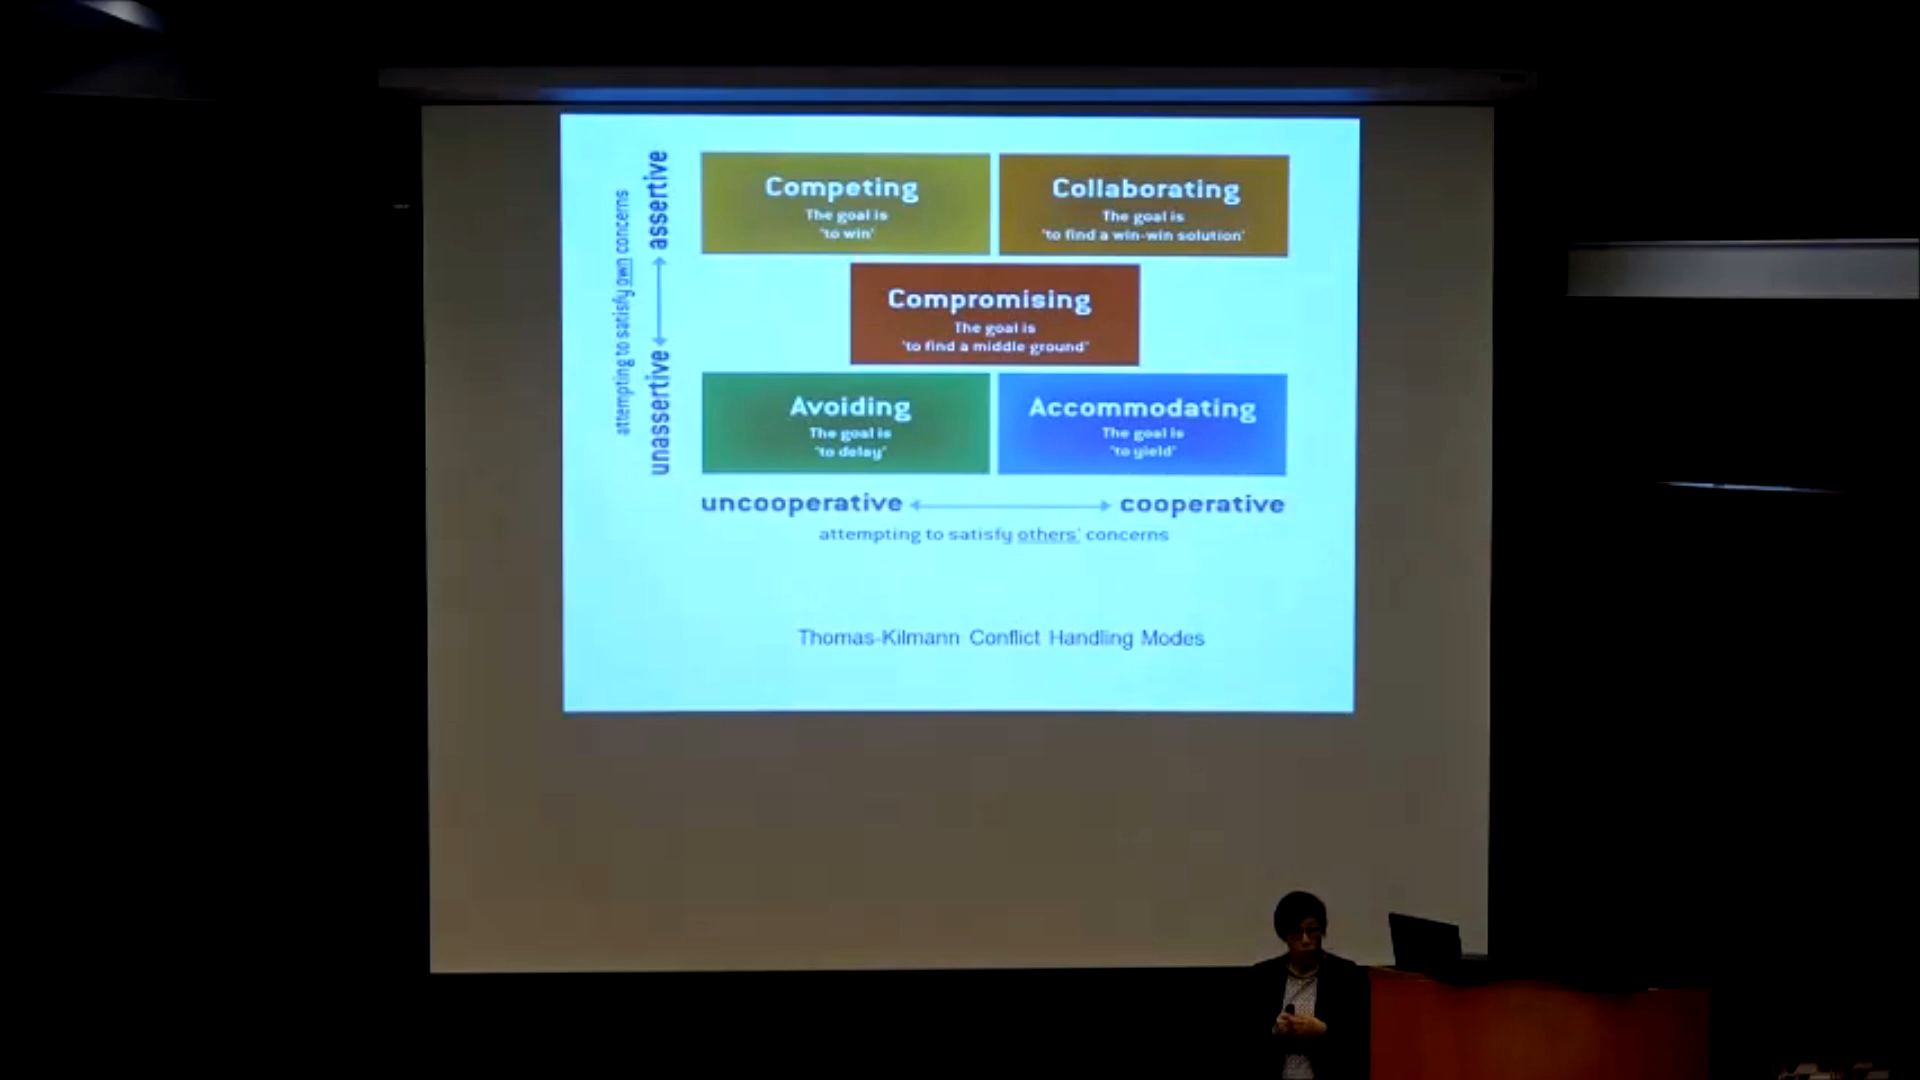 attempting to satisfy own concerns
unassertive assertive
Competing
The goal is
'to win'
Collaborating
The goal is
'to find a win-win solution'
Compromising
The goal is
'to find a middle ground'
Avoiding
The goal is
'to delay'
Accommodating
The goal is
'to yield'
uncooperative cooperative
attempting to satisfy others' concerns
Thomas-Kilmann Conflict Handling Modes